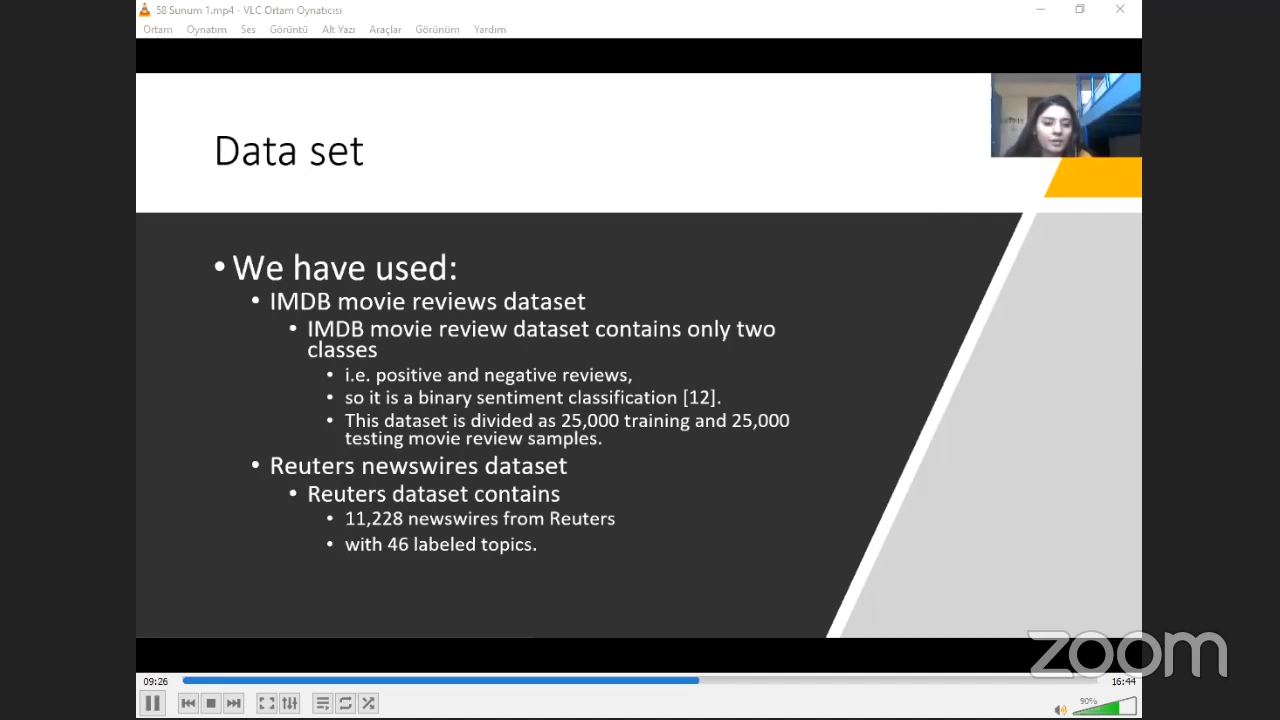 58 Sunum 1.mp4 - VLC Ortam Oynatıcısı
Ortam Oynatım Ses Görüntü Alt Yazı Araçlar Görünüm Yardım
Data set
• We have used:
• IMDB movie reviews dataset
• IMDB movie review dataset contains only two
classes
• i.e. positive and negative reviews,
• so it is a binary sentiment classification [12].
• This dataset is divided as 25,000 training and 25,000
testing movie review samples.
• Reuters newswires dataset
• Reuters dataset contains
• 11,228 newswires from Reuters
• with 46 labeled topics.
zoom
09:26
16:44
90%